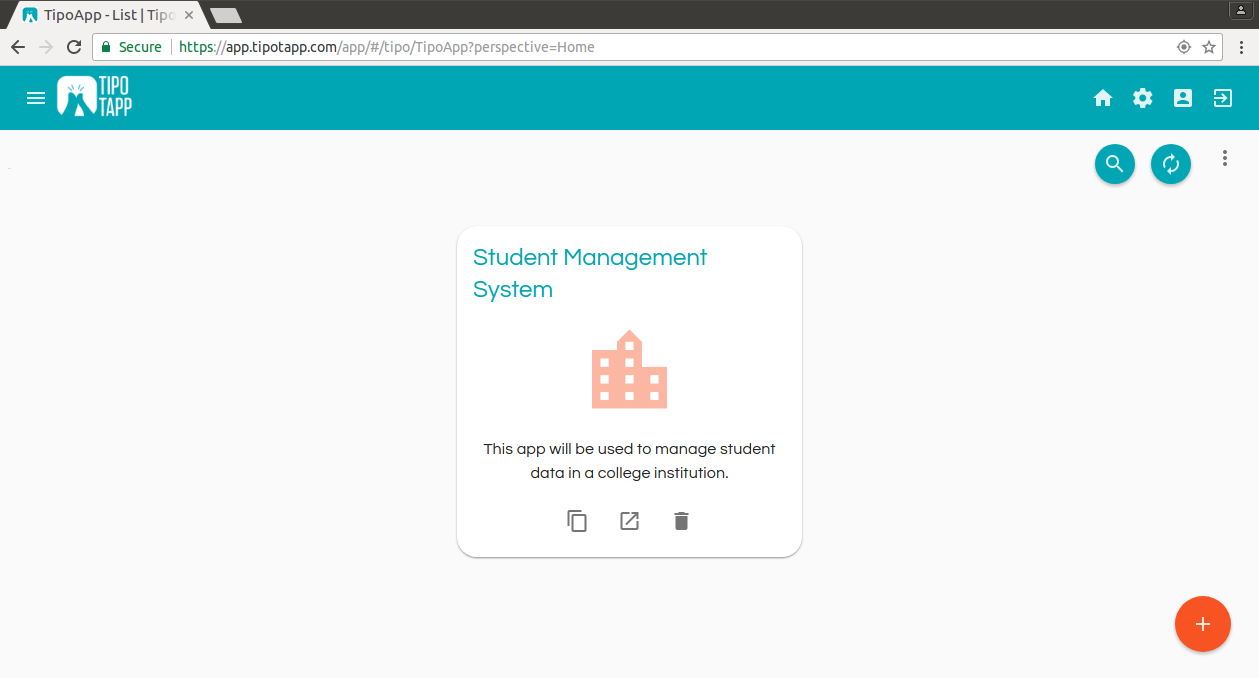 TipoApp - List | Tipo
Secure
https://app.tipotapp.com/app/#/tipo/TipoApp?perspective=Home
TIPO
TAPP
Student Management
System
This app will be used to manage student
data in a college institution.